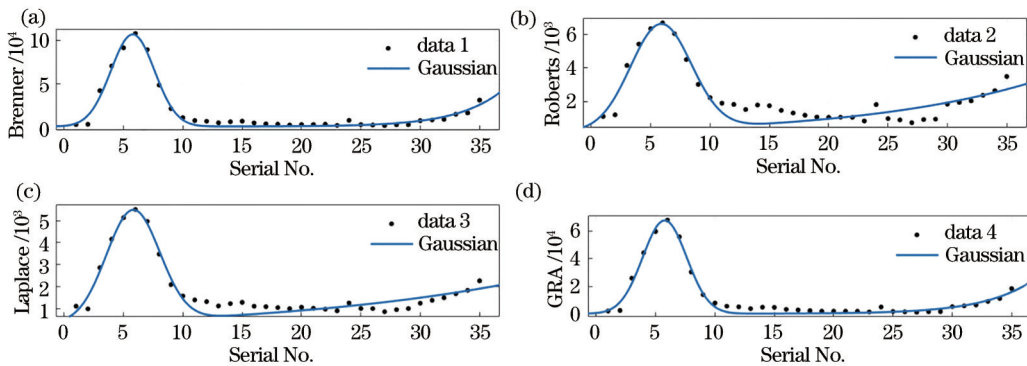 (a)
Brenner /10⁴
10
5
0
data 1
Gaussian
0 5 10 15 20 25 30 35
Serial No.
(b)
Roberts /10³
6
4
2
data 2
Gaussian
0 5 10 15 20 25 30 35
Serial No.
(c)
Laplace /10³
5
4
3
2
1
data 3
Gaussian
0 5 10 15 20 25 30 35
Serial No.
(d)
GRA /10⁴
6
4
2
0
data 4
Gaussian
0 5 10 15 20 25 30 35
Serial No.